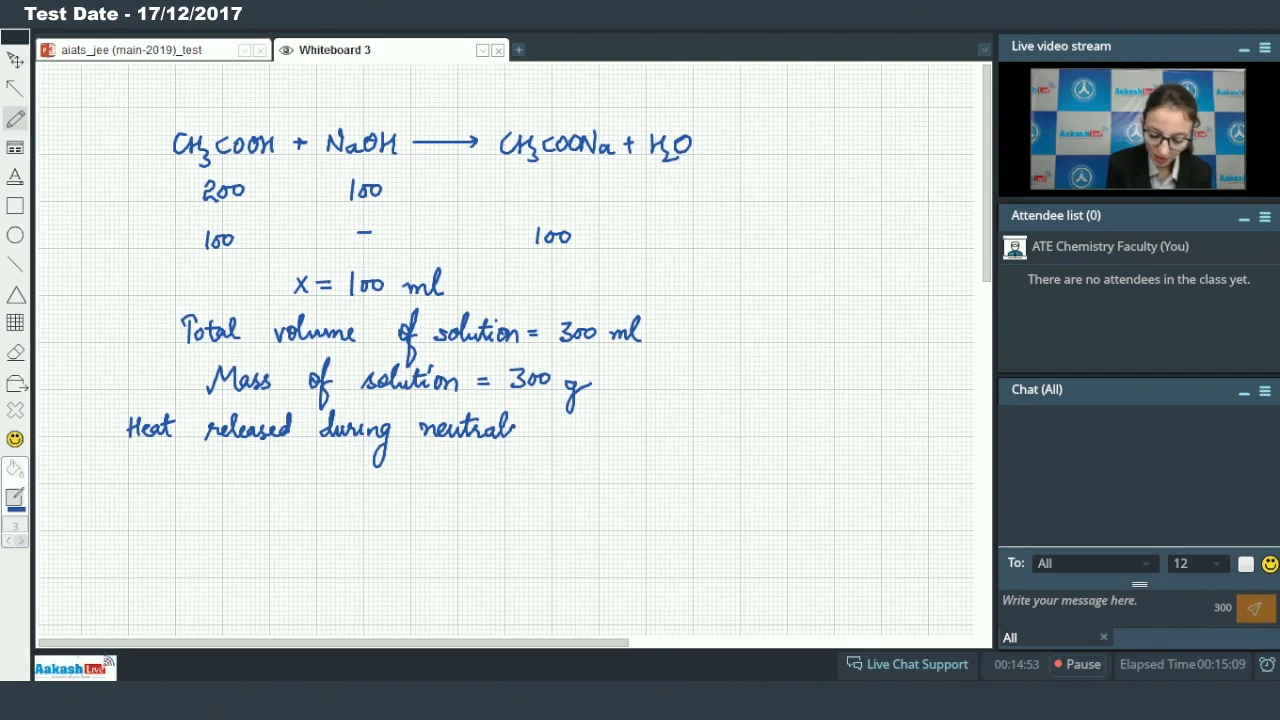 Test Date - 17/12/2017
aiats_jee (main-2019)_test
Whiteboard 3
CH3COOH + NaOH ⟶ CH3COONa + H2O
200 100
100 – 100
x = 100 ml
Total volume of solution = 300 ml
Mass of solution = 300 g
Heat released during neutral
Live video stream
AakashLive
Attendee list (0)
ATE Chemistry Faculty (You)
There are no attendees in the class yet.
Chat (All)
To: All 12
Write your message here. 300
All
3
AakashLive
Live Chat Support 00:14:53 Pause Elapsed Time 00:15:09